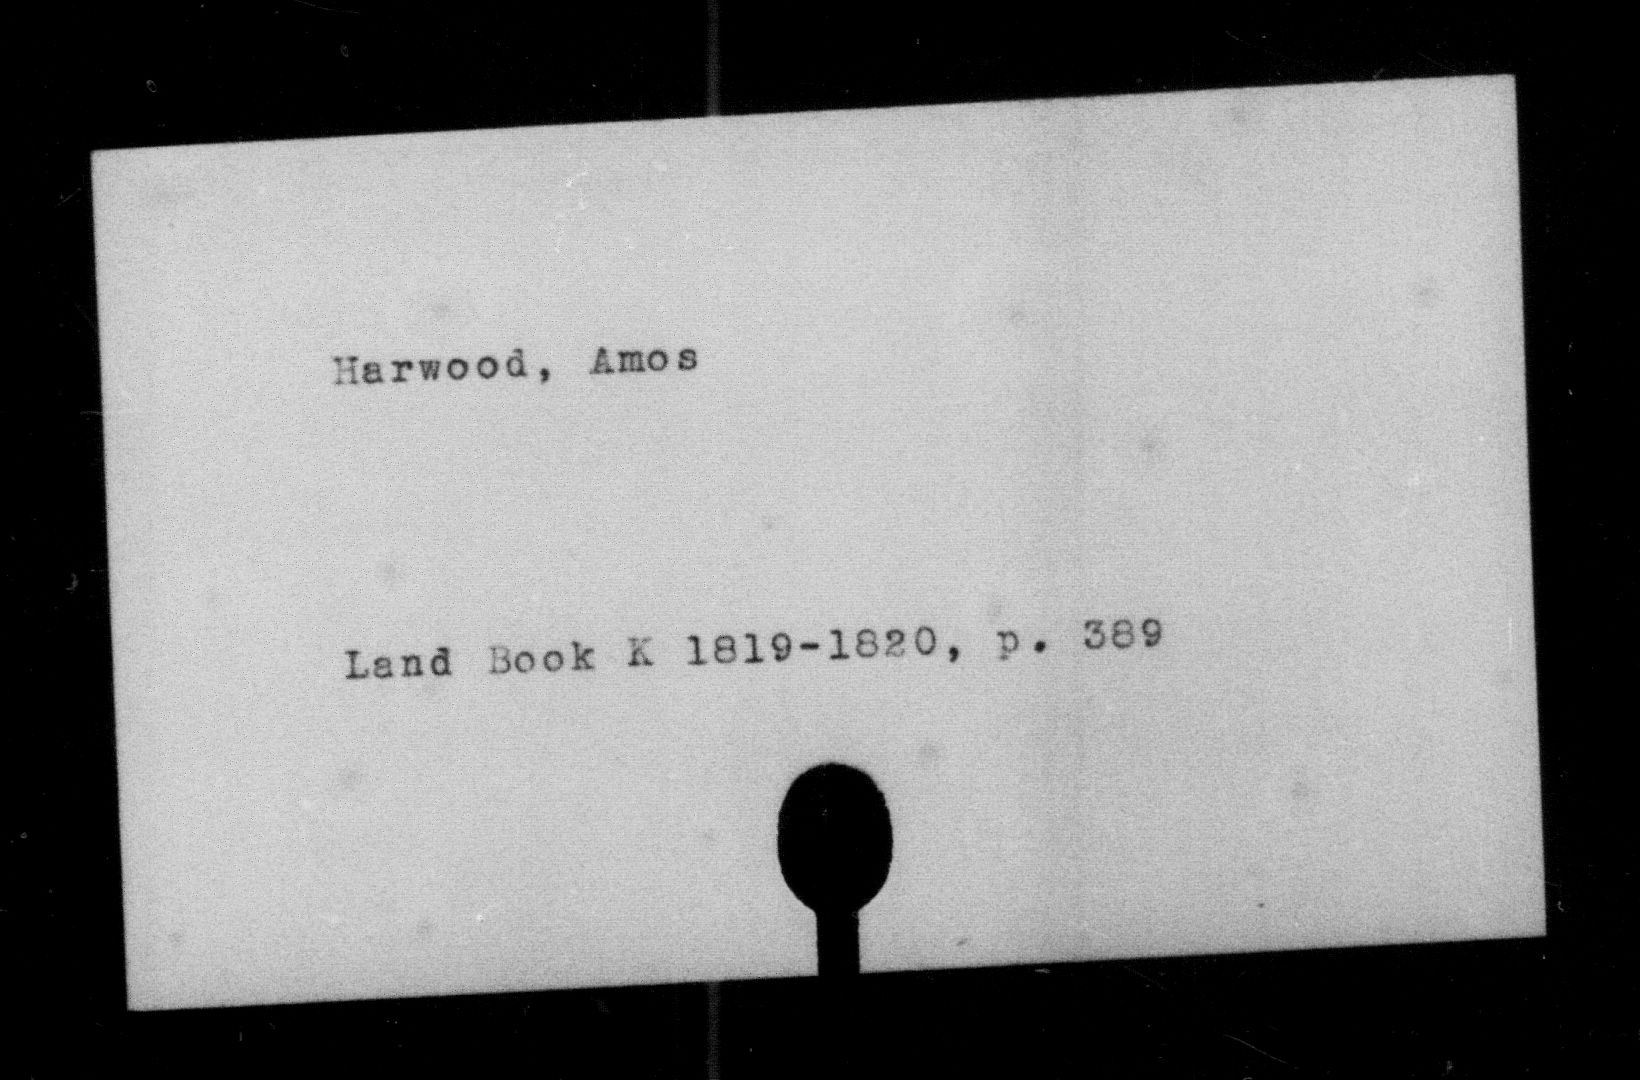 Harwood, Amos
Land Book K 1819-1820, p. 389